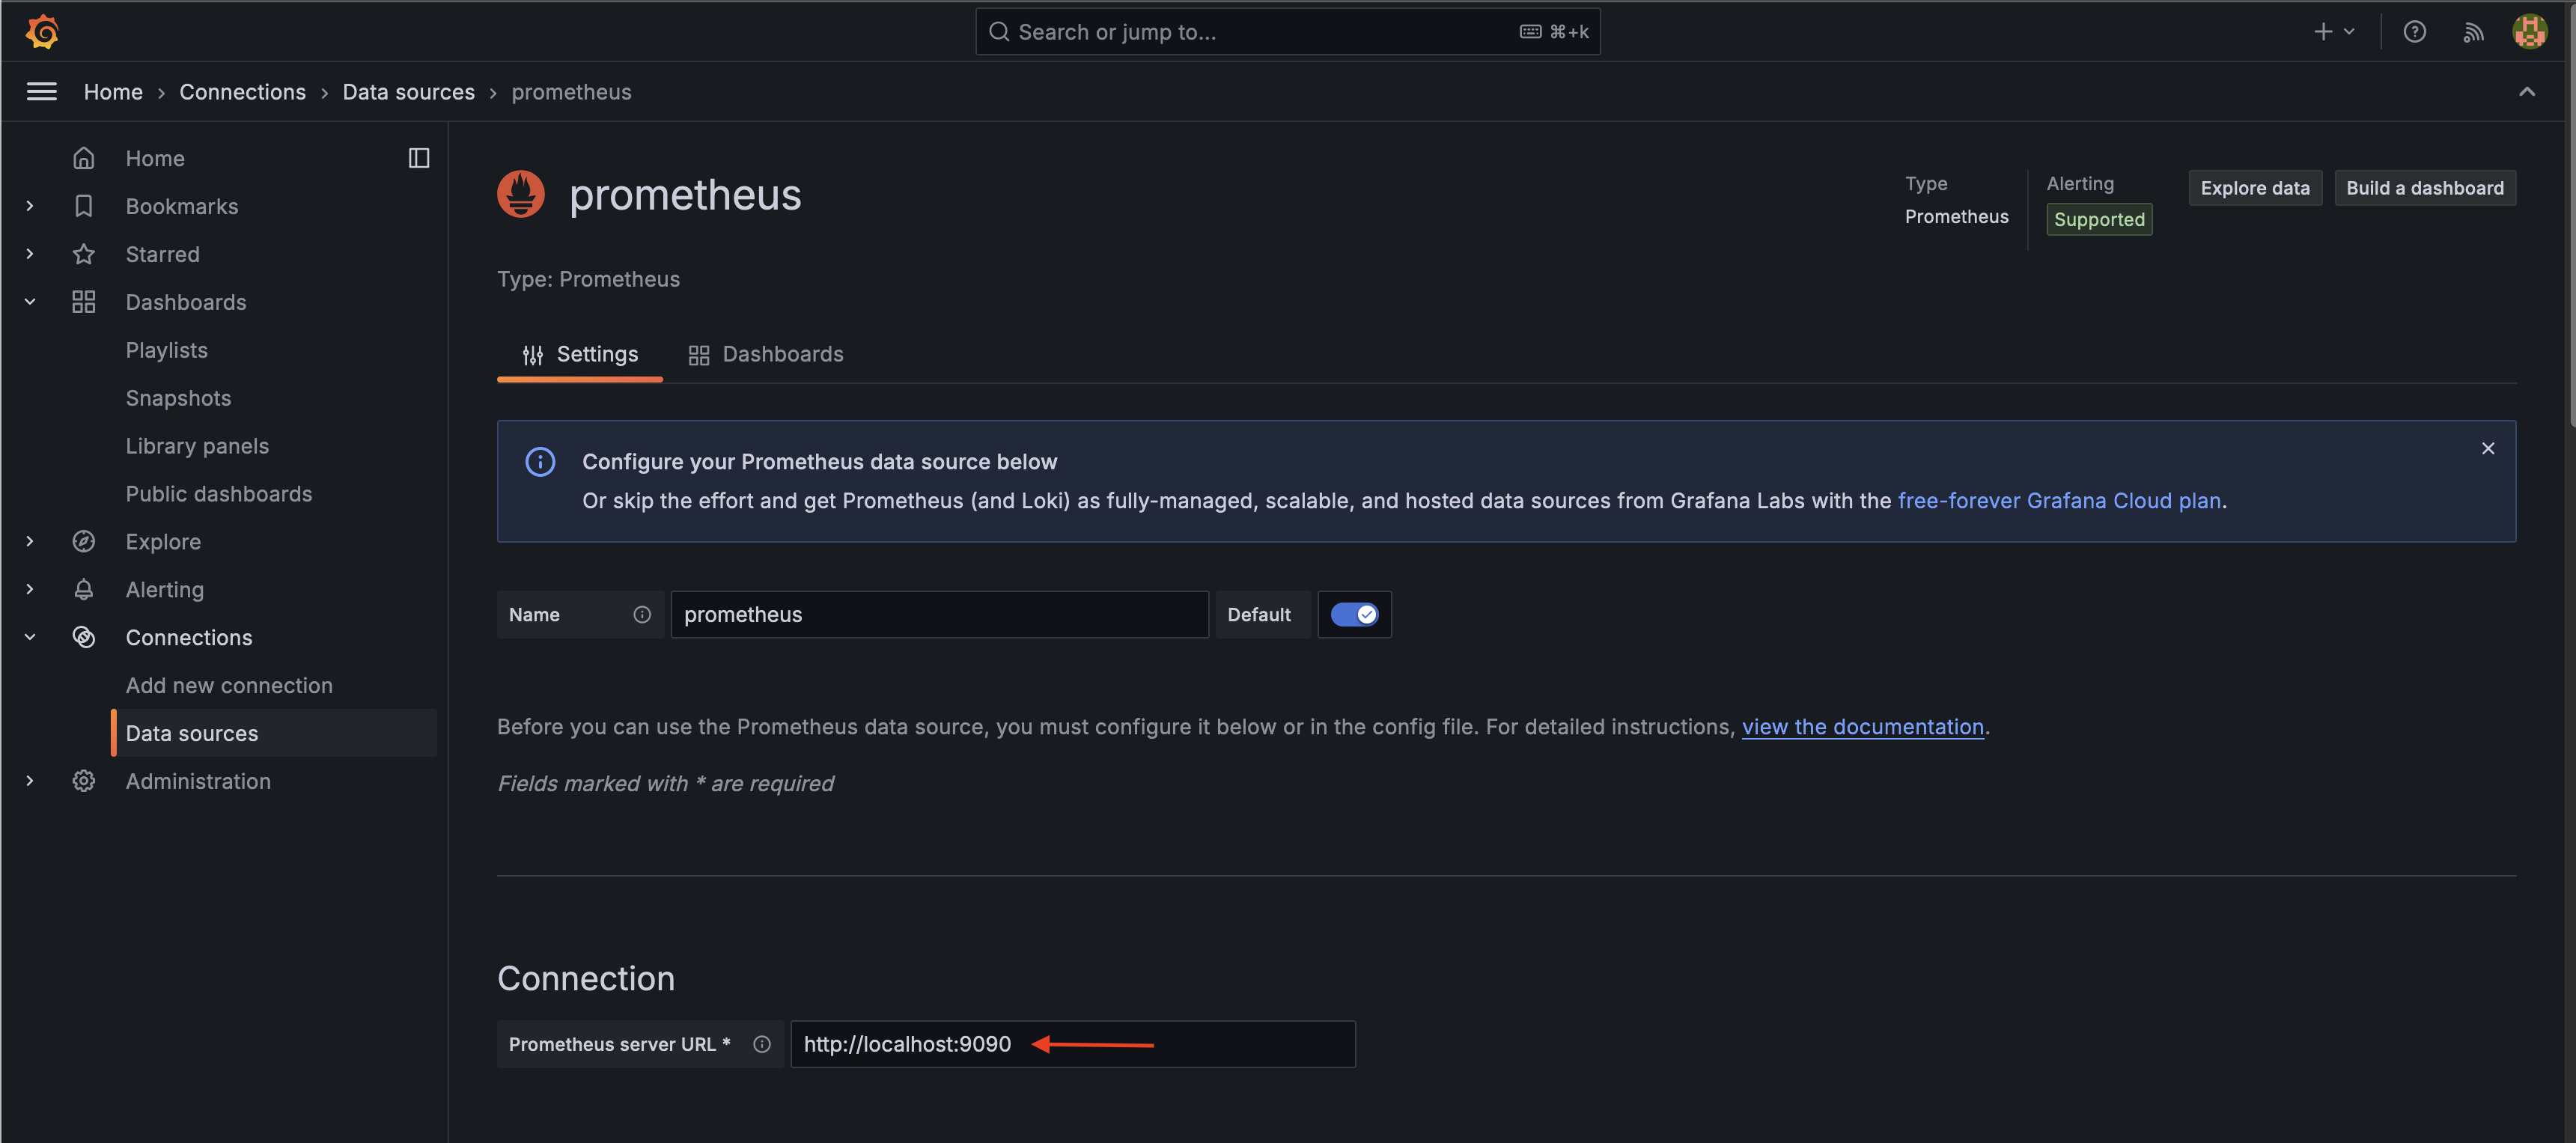 Search or jump to...
⌘+k
Home
Connections
Data sources
prometheus
Home
Bookmarks
Starred
Dashboards
Playlists
Snapshots
Library panels
Public dashboards
Explore
Alerting
Connections
Add new connection
Data sources
Administration
prometheus
Type
Prometheus
Alerting
Supported
Explore data
Build a dashboard
Type: Prometheus
Settings
Dashboards
Configure your Prometheus data source below
Or skip the effort and get Prometheus (and Loki) as fully-managed, scalable, and hosted data sources from Grafana Labs with the free-forever Grafana Cloud plan.
Name
prometheus
Default
Before you can use the Prometheus data source, you must configure it below or in the config file. For detailed instructions, view the documentation.
Fields marked with * are required
Connection
Prometheus server URL *
http://localhost:9090